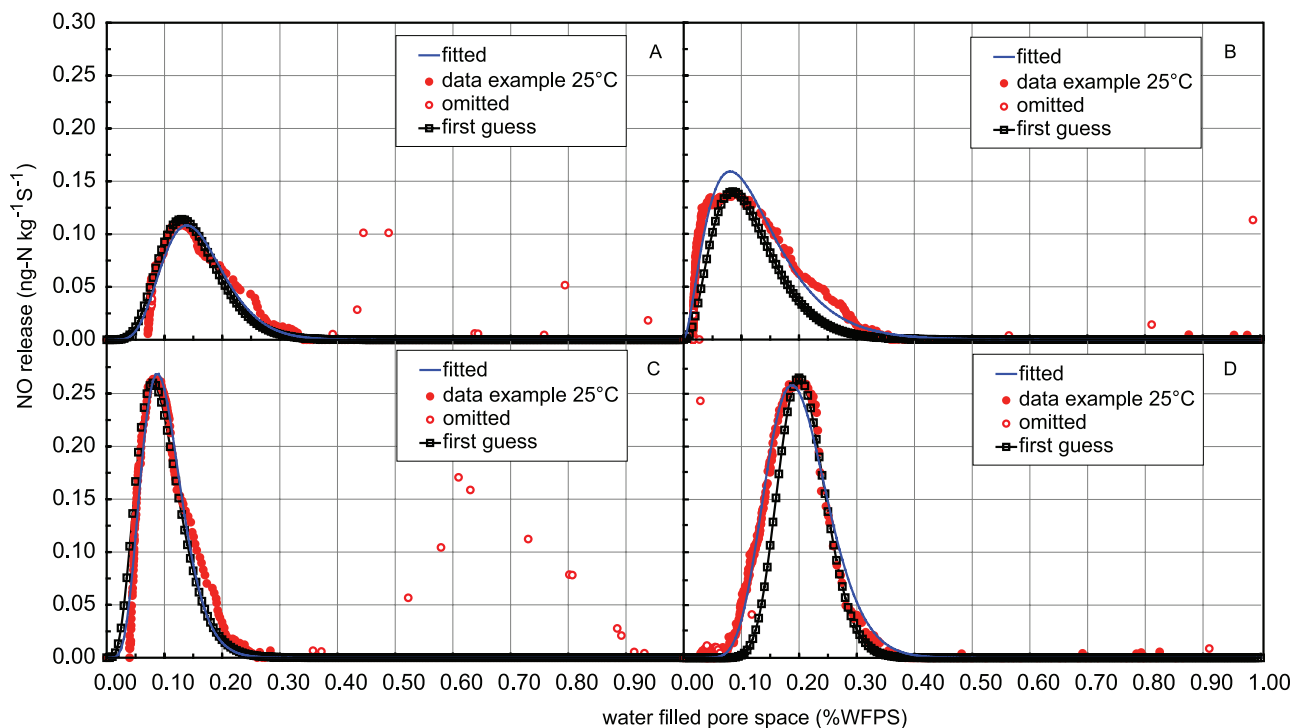 0.30
0.25
0.20
0.15
0.10
0.05
0.00
A
fitted
data example 25°C
omitted
first guess
B
fitted
data example 25°C
omitted
first guess
0.25
0.20
0.15
0.10
0.05
0.00
C
fitted
data example 25°C
omitted
first guess
D
fitted
data example 25°C
omitted
first guess
NO release (ng-N kg⁻¹S⁻¹)
0.00 0.10 0.20 0.30 0.40 0.50 0.60 0.70 0.80 0.90 0.10 0.20 0.30 0.40 0.50 0.60 0.70 0.80 0.90 1.00
water filled pore space (%WFPS)